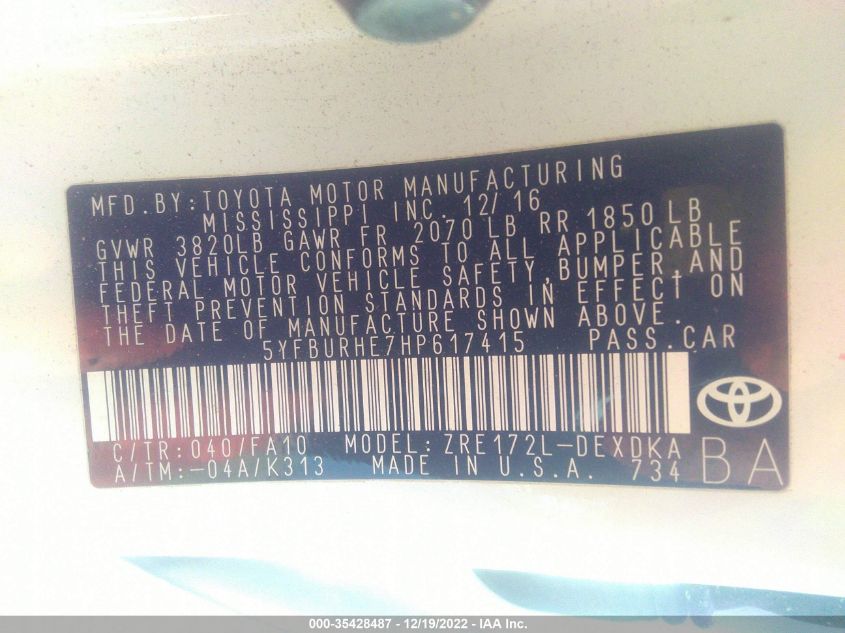 MFD. BY: TOYOTA MOTOR MANUFACTURING
MISSISSIPPI INC. 12/16
GVWR 3820LB GAWR FR 2070 LB RR 1850 LB
THIS VEHICLE CONFORMS TO ALL APPLICABLE
FEDERAL MOTOR VEHICLE SAFETY, BUMPER, AND
THEFT PREVENTION STANDARDS IN EFFECT ON
THE DATE OF MANUFACTURE SHOWN ABOVE.
5YFBURHE7HP617415 PASS. CAR
C/TR: 040/FA10 MODEL: ZRE172L-DEXDKA
A/TM: -04A/K313 MADE IN U.S.A. 734
BA
000-35428487 - 12/19/2022 - IAA Inc.